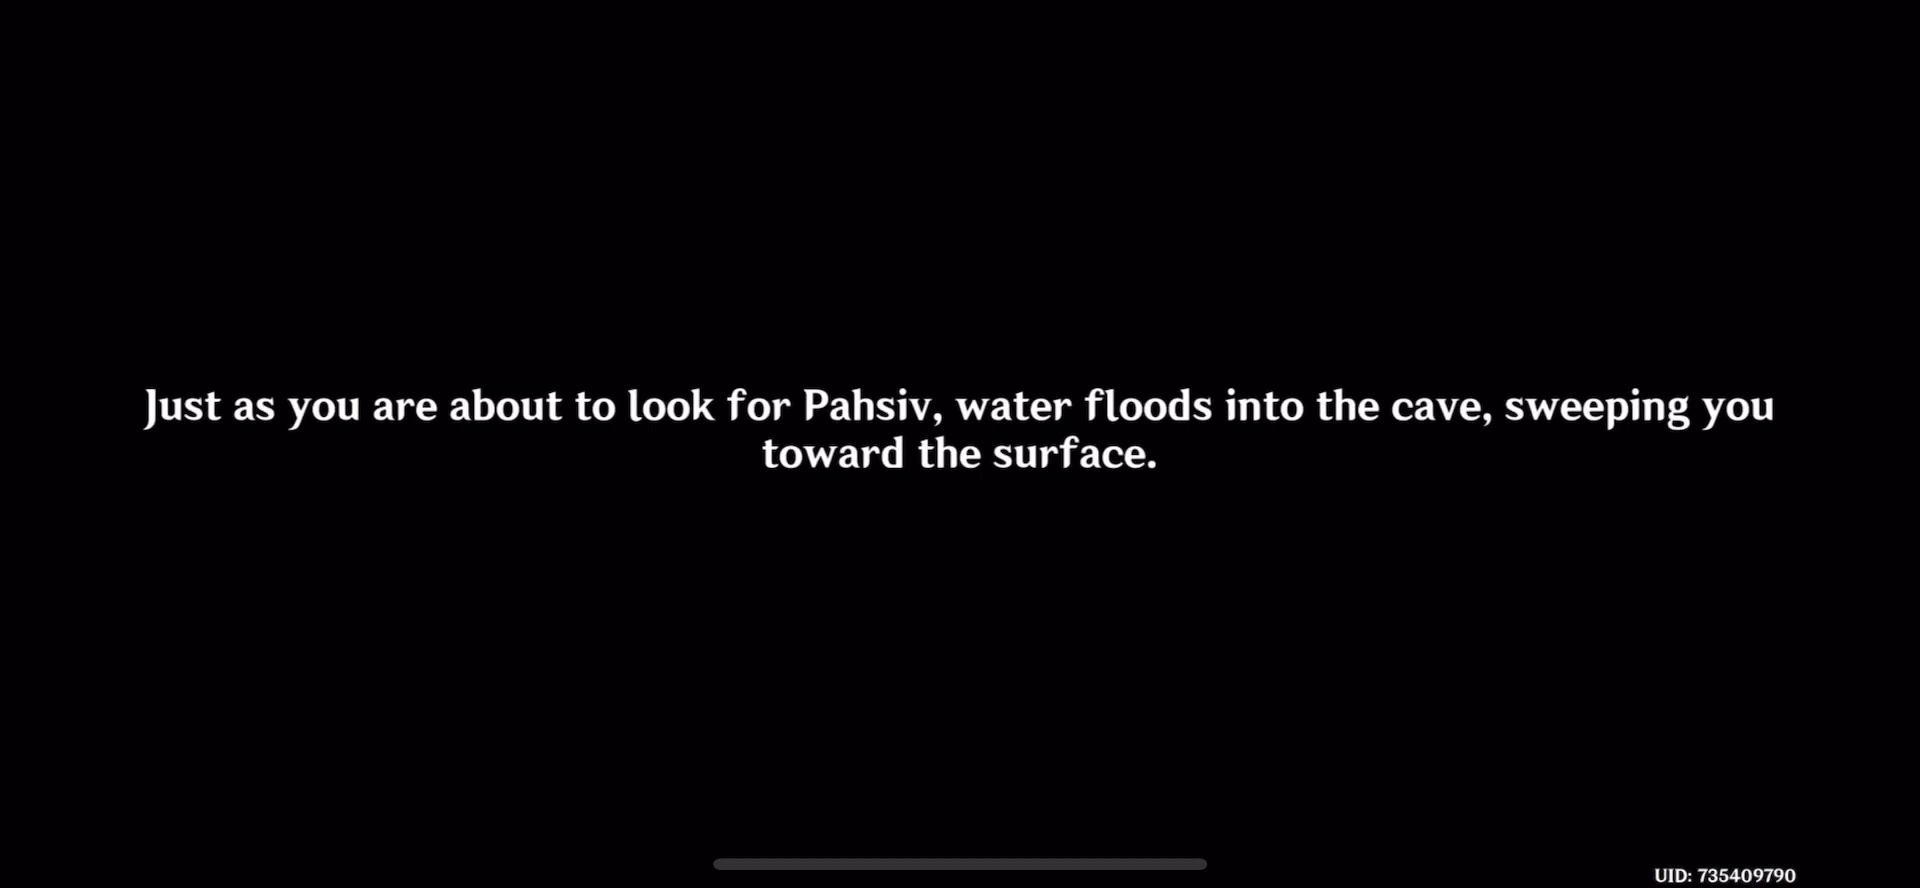 Just as you are about to look for Pahsiv, water floods into the cave, sweeping you
toward the surface.
UID: 735409790